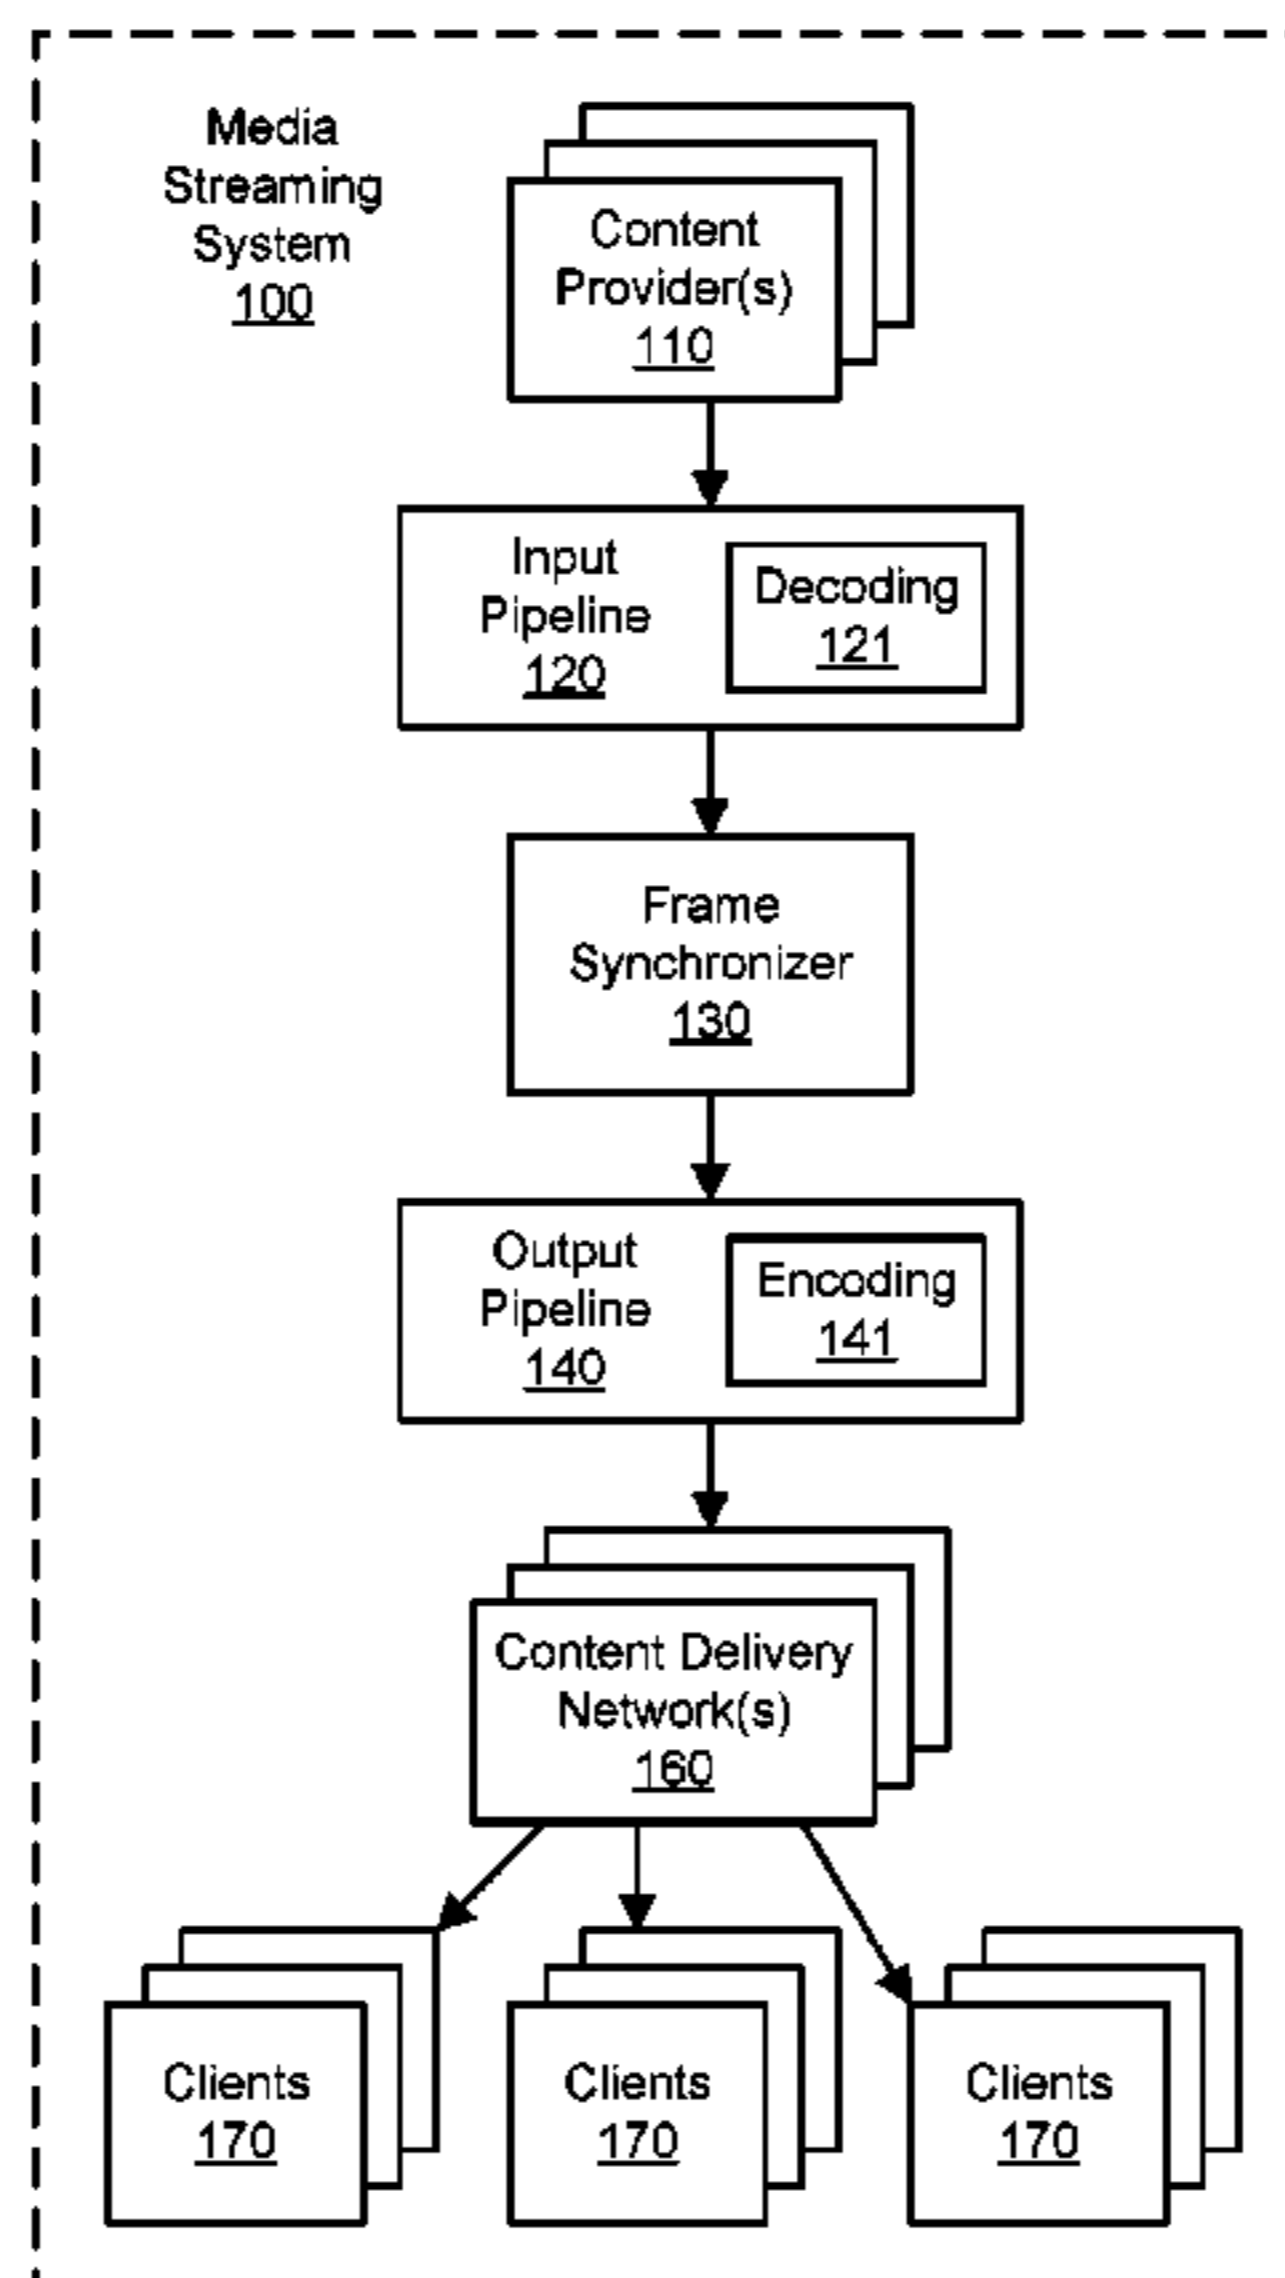 Media
Streaming
System
100
Content
Provider(s)
110
Input
Pipeline
120
Decoding
121
Frame
Synchronizer
130
Output
Pipeline
140
Encoding
141
Content Delivery
Network(s)
160
Clients
170
Clients
170
Clients
170